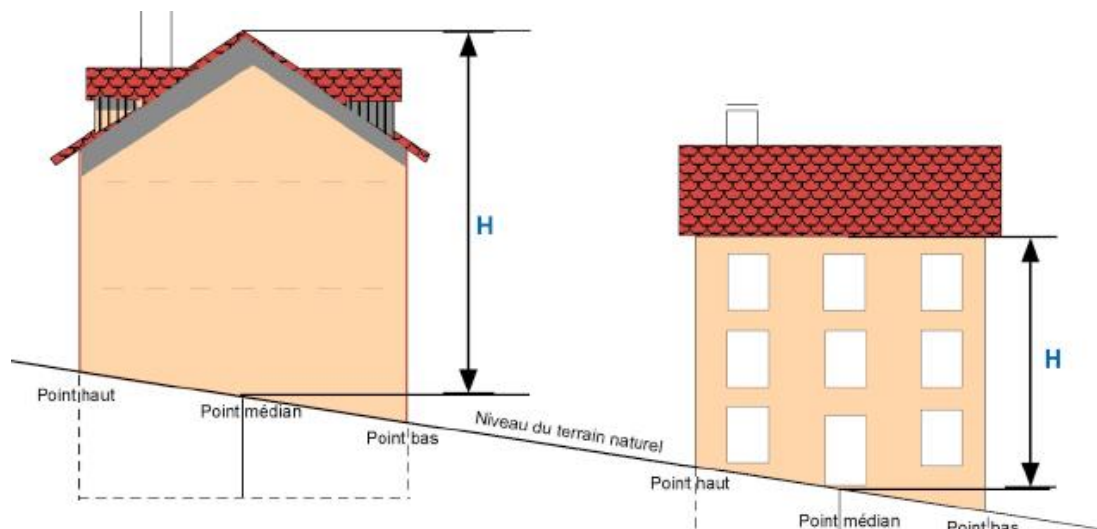 H
H
Point haut
Point médian
Point bas
Niveau du terrain naturel
Point haut
Point médian
Point bas